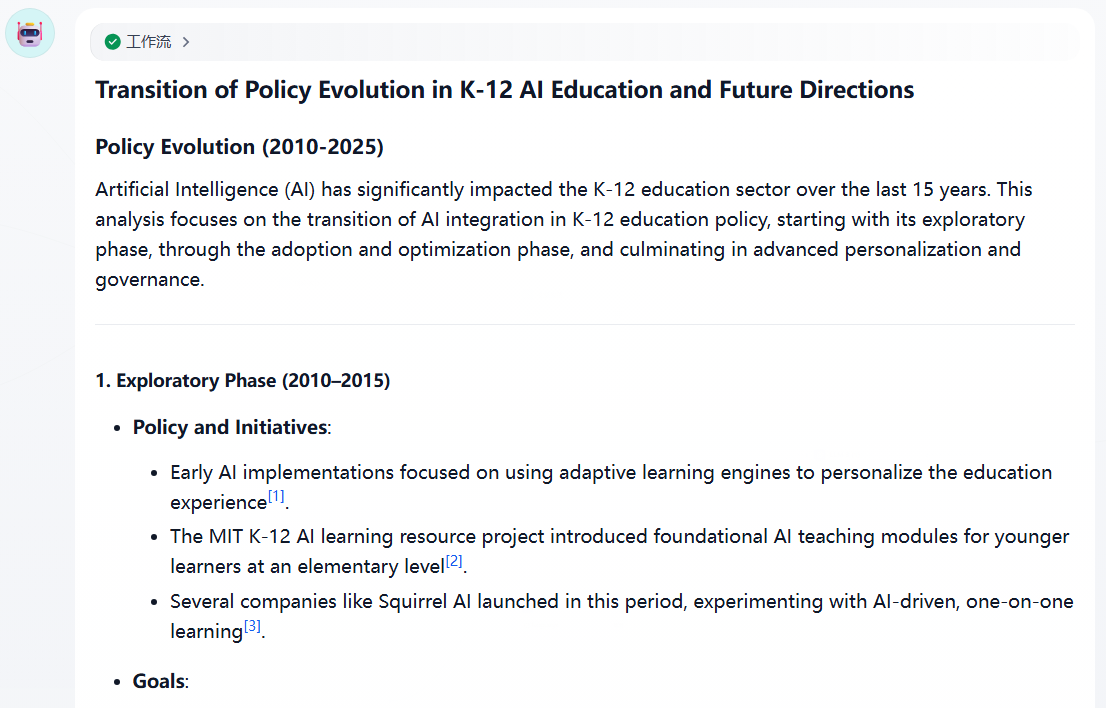 工作流
Transition of Policy Evolution in K-12 AI Education and Future Directions
Policy Evolution (2010-2025)
Artificial Intelligence (AI) has significantly impacted the K-12 education sector over the last 15 years. This
analysis focuses on the transition of AI integration in K-12 education policy, starting with its exploratory
phase, through the adoption and optimization phase, and culminating in advanced personalization and
governance.
1. Exploratory Phase (2010–2015)
• Policy and Initiatives:
• Early AI implementations focused on using adaptive learning engines to personalize the education
experience[1].
• The MIT K-12 AI learning resource project introduced foundational AI teaching modules for younger
learners at an elementary level[2].
• Several companies like Squirrel AI launched in this period, experimenting with AI-driven, one-on-one
learning[3].
• Goals: